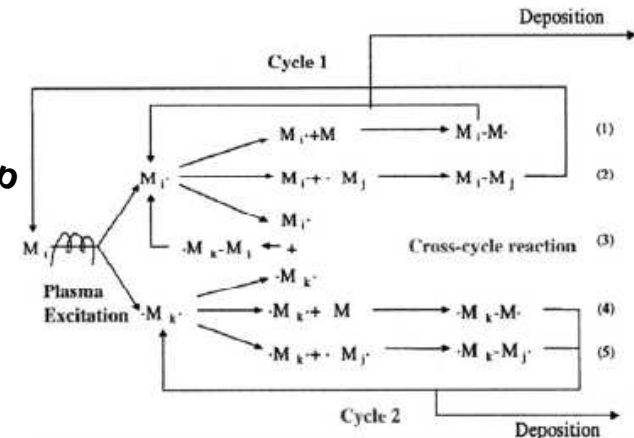 Deposition
Cycle 1
M i·+M M i-M· (1)
M i· M i+· M j M i-M j (2)
M i·
M i ·M k-M i + Cross-cycle reaction (3)
·M k·
Plasma
Excitation ·M k· ·M k·+ M ·M k-M· (4)
·M k+· M j· ·M k-M j· (5)
Cycle 2
Deposition